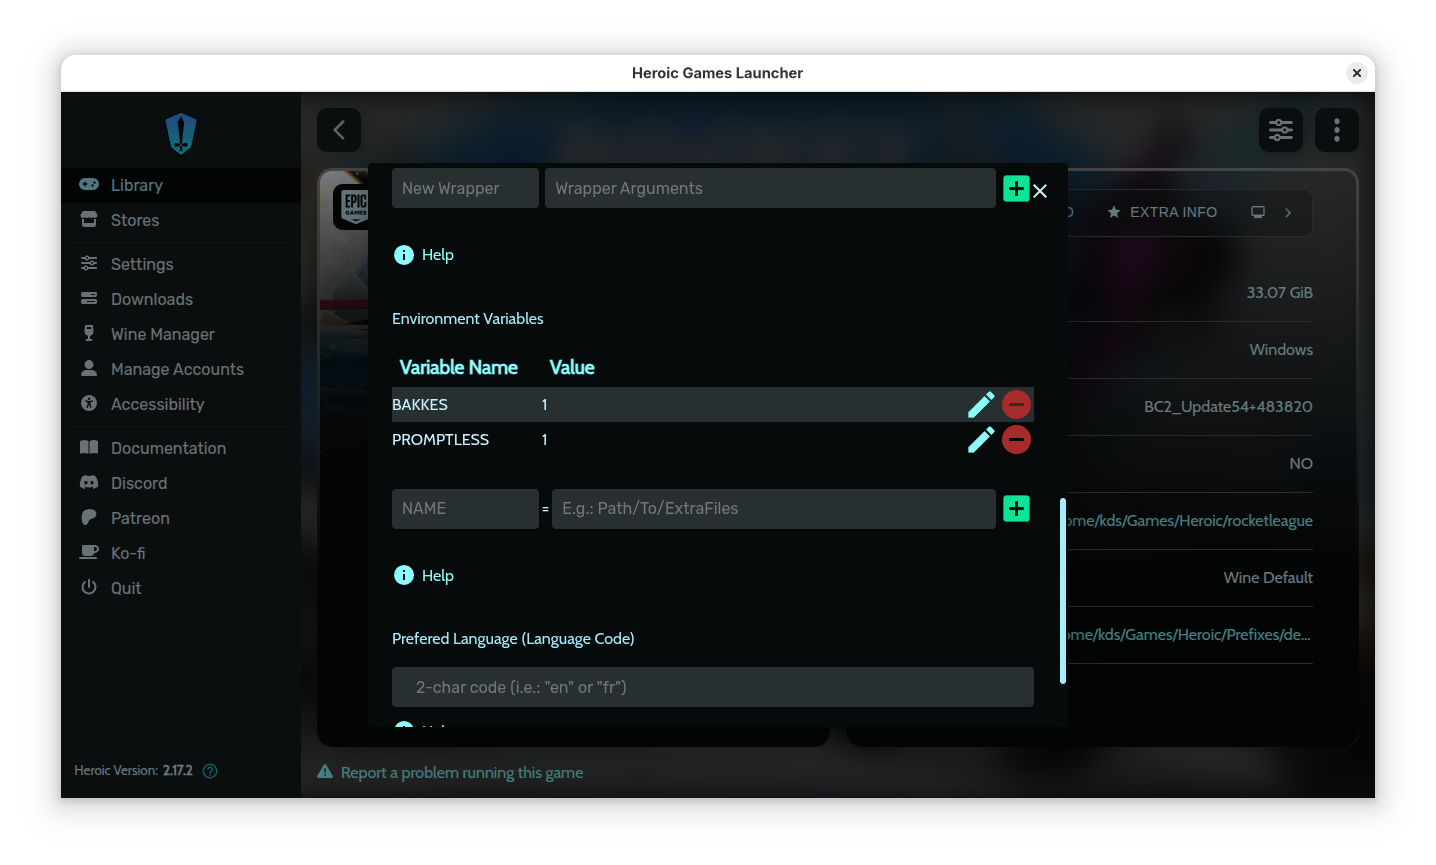 Heroic Games Launcher
Library
Stores
Settings
Downloads
Wine Manager
Manage Accounts
Accessibility
Documentation
Discord
Patreon
Ko-fi
Quit
Heroic Version: 2.17.2
EPIC
GAMES
New Wrapper
Wrapper Arguments
Help
Environment Variables
Variable Name Value
BAKKES 1
PROMPTLESS 1
NAME = E.g.: Path/To/ExtraFiles
Help
Prefered Language (Language Code)
2-char code (i.e.: "en" or "fr")
EXTRA INFO
33.07 GiB
Windows
BC2_Update54+483820
NO
ome/kds/Games/Heroic/rocketleague
Wine Default
ome/kds/Games/Heroic/Prefixes/de...
Report a problem running this game